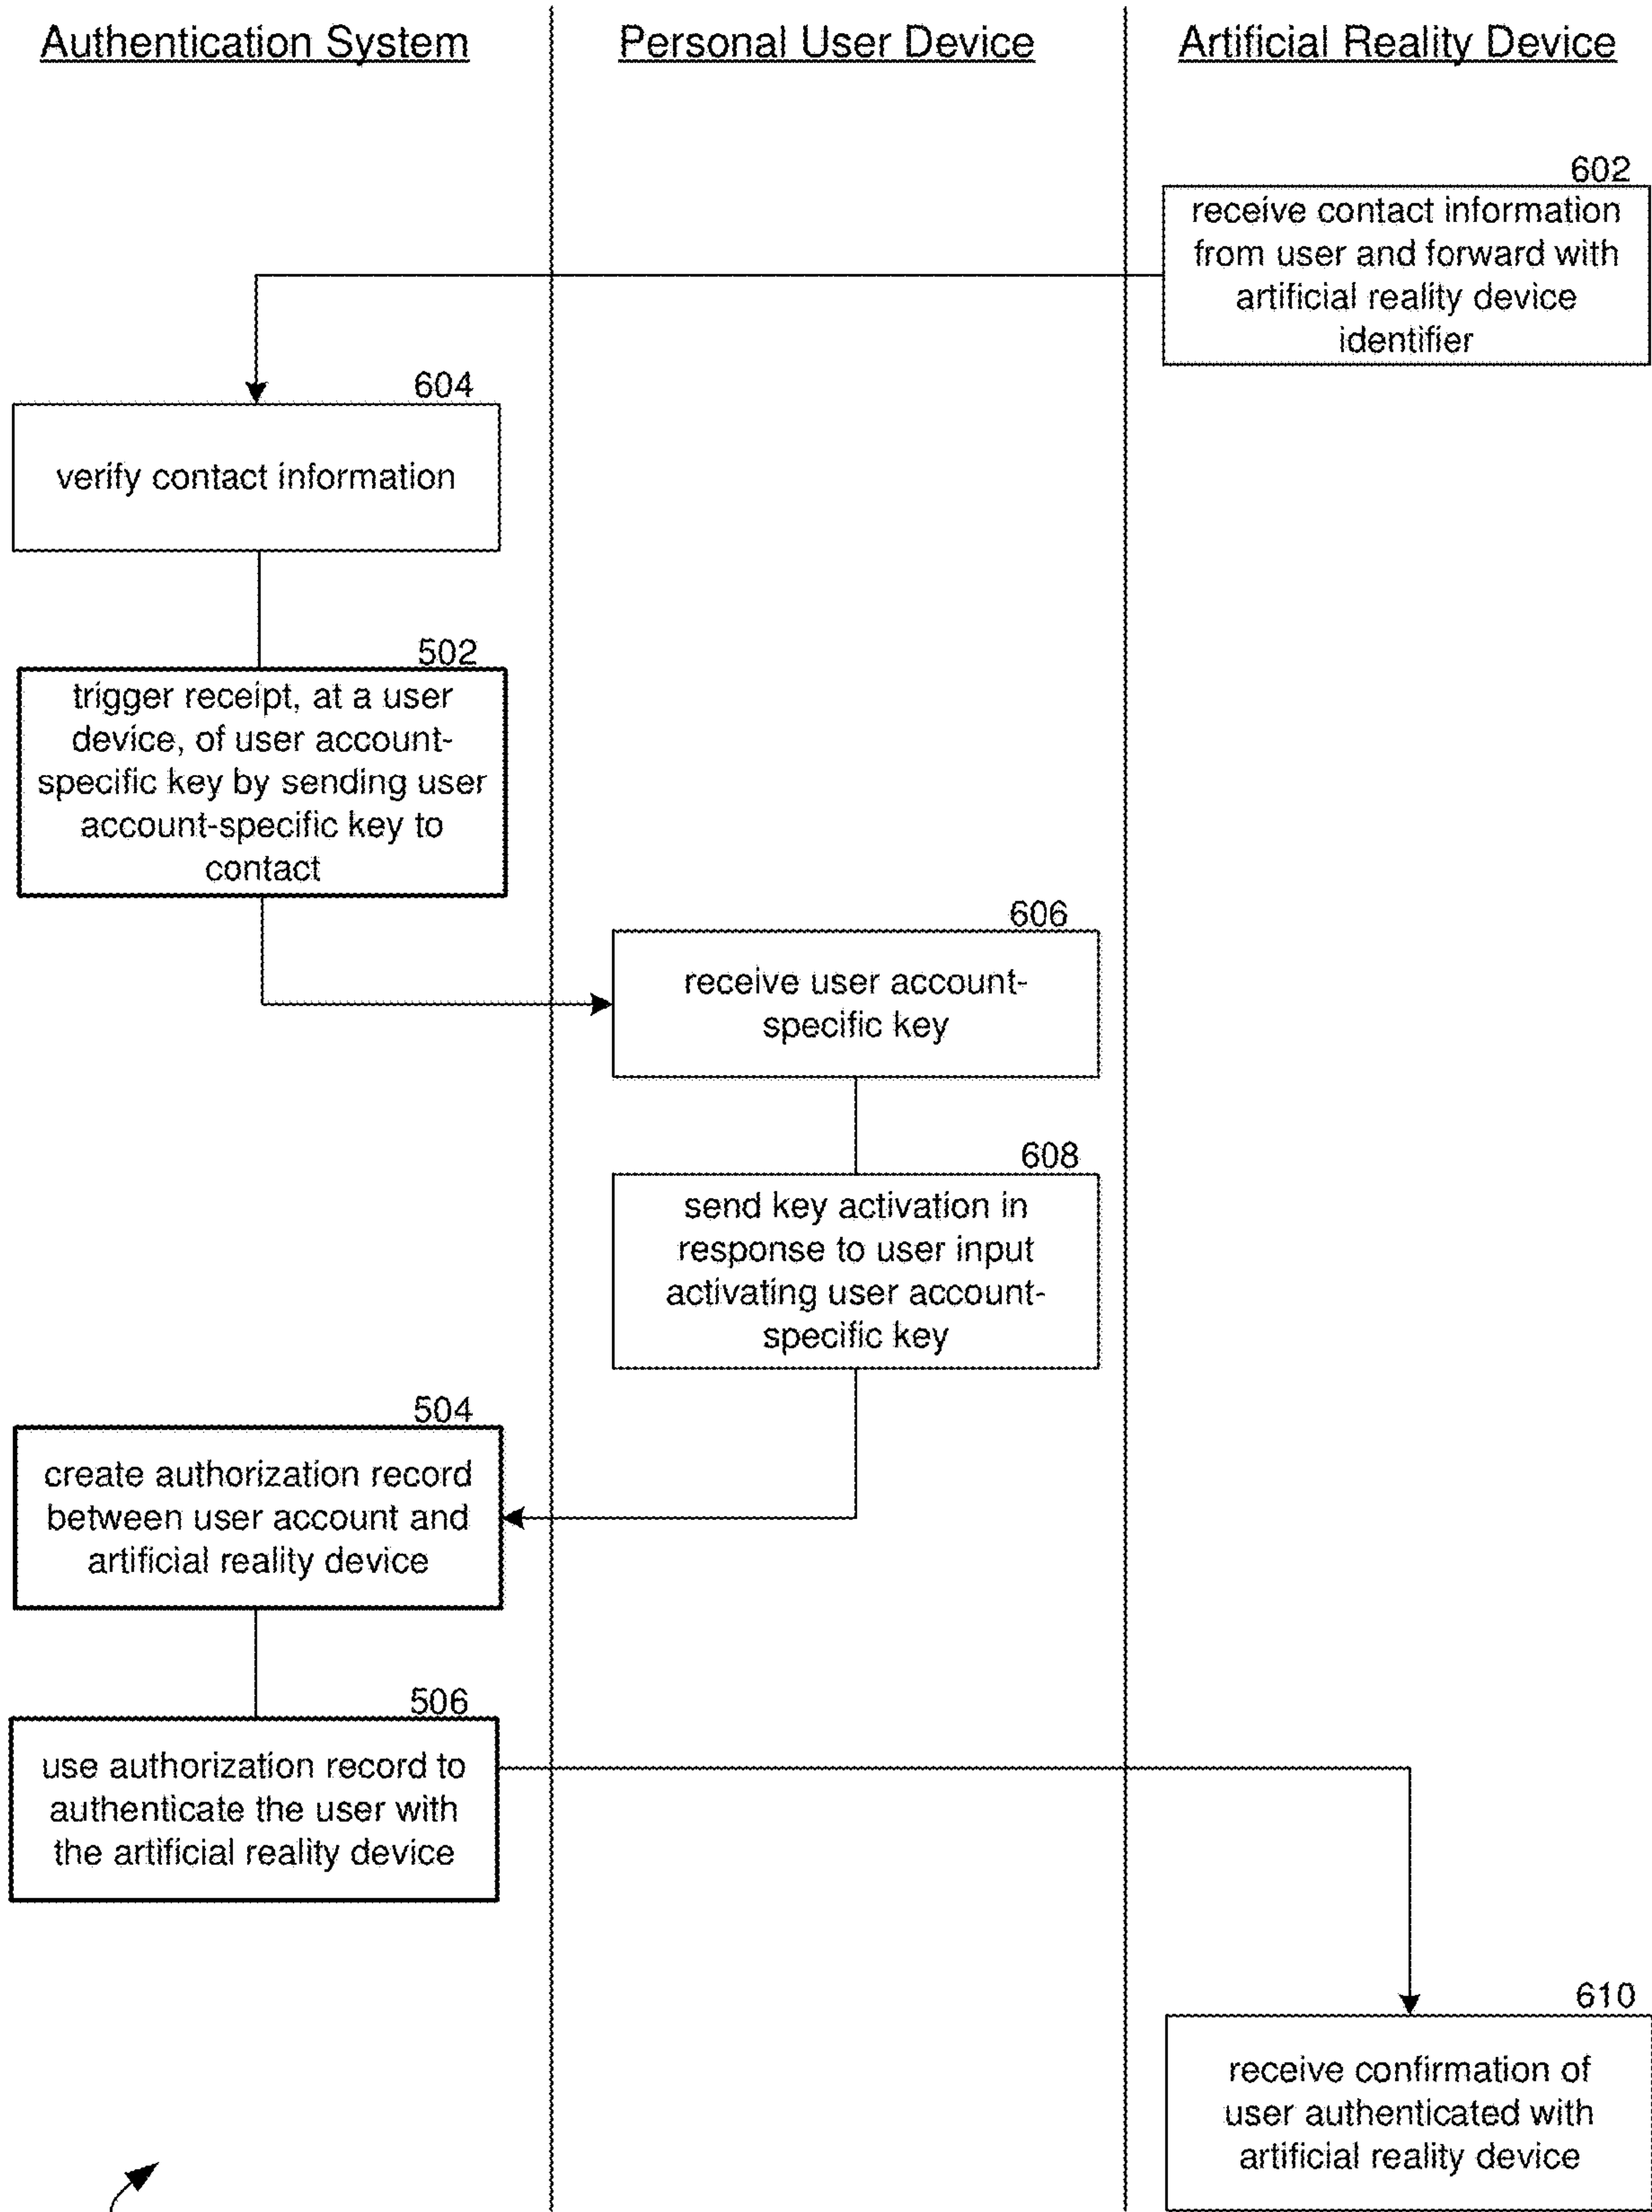 Authentication System
Personal User Device
Artificial Reality Device
602
receive contact information
from user and forward with
artificial reality device
identifier
604
verify contact information
502
trigger receipt, at a user
device, of user account-
specific key by sending user
account-specific key to
contact
606
receive user account-
specific key
608
send key activation in
response to user input
activating user account-
specific key
504
create authorization record
between user account and
artificial reality device
506
use authorization record to
authenticate the user with
the artificial reality device
610
receive confirmation of
user authenticated with
artificial reality device